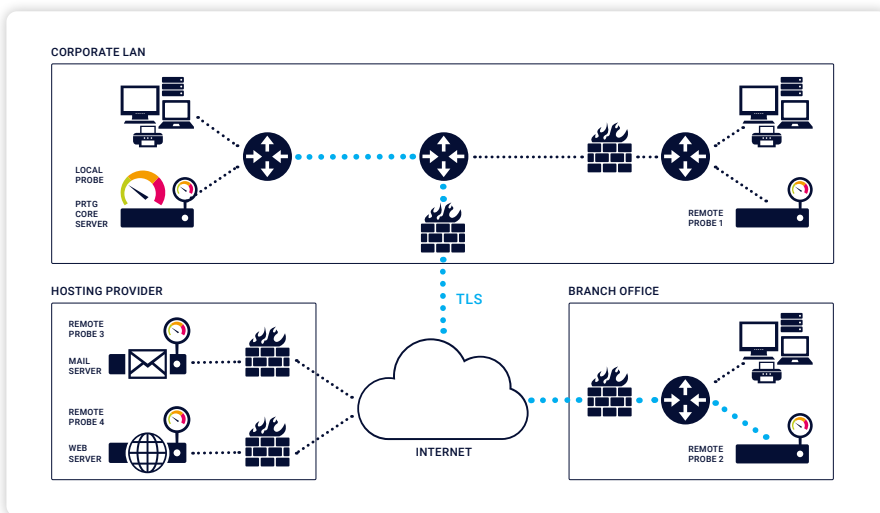 CORPORATE LAN
LOCAL
PROBE
PRTG
CORE
SERVER
REMOTE
PROBE 1
HOSTING PROVIDER
REMOTE
PROBE 3
MAIL
SERVER
REMOTE
PROBE 4
WEB
SERVER
TLS
INTERNET
BRANCH OFFICE
REMOTE
PROBE 2